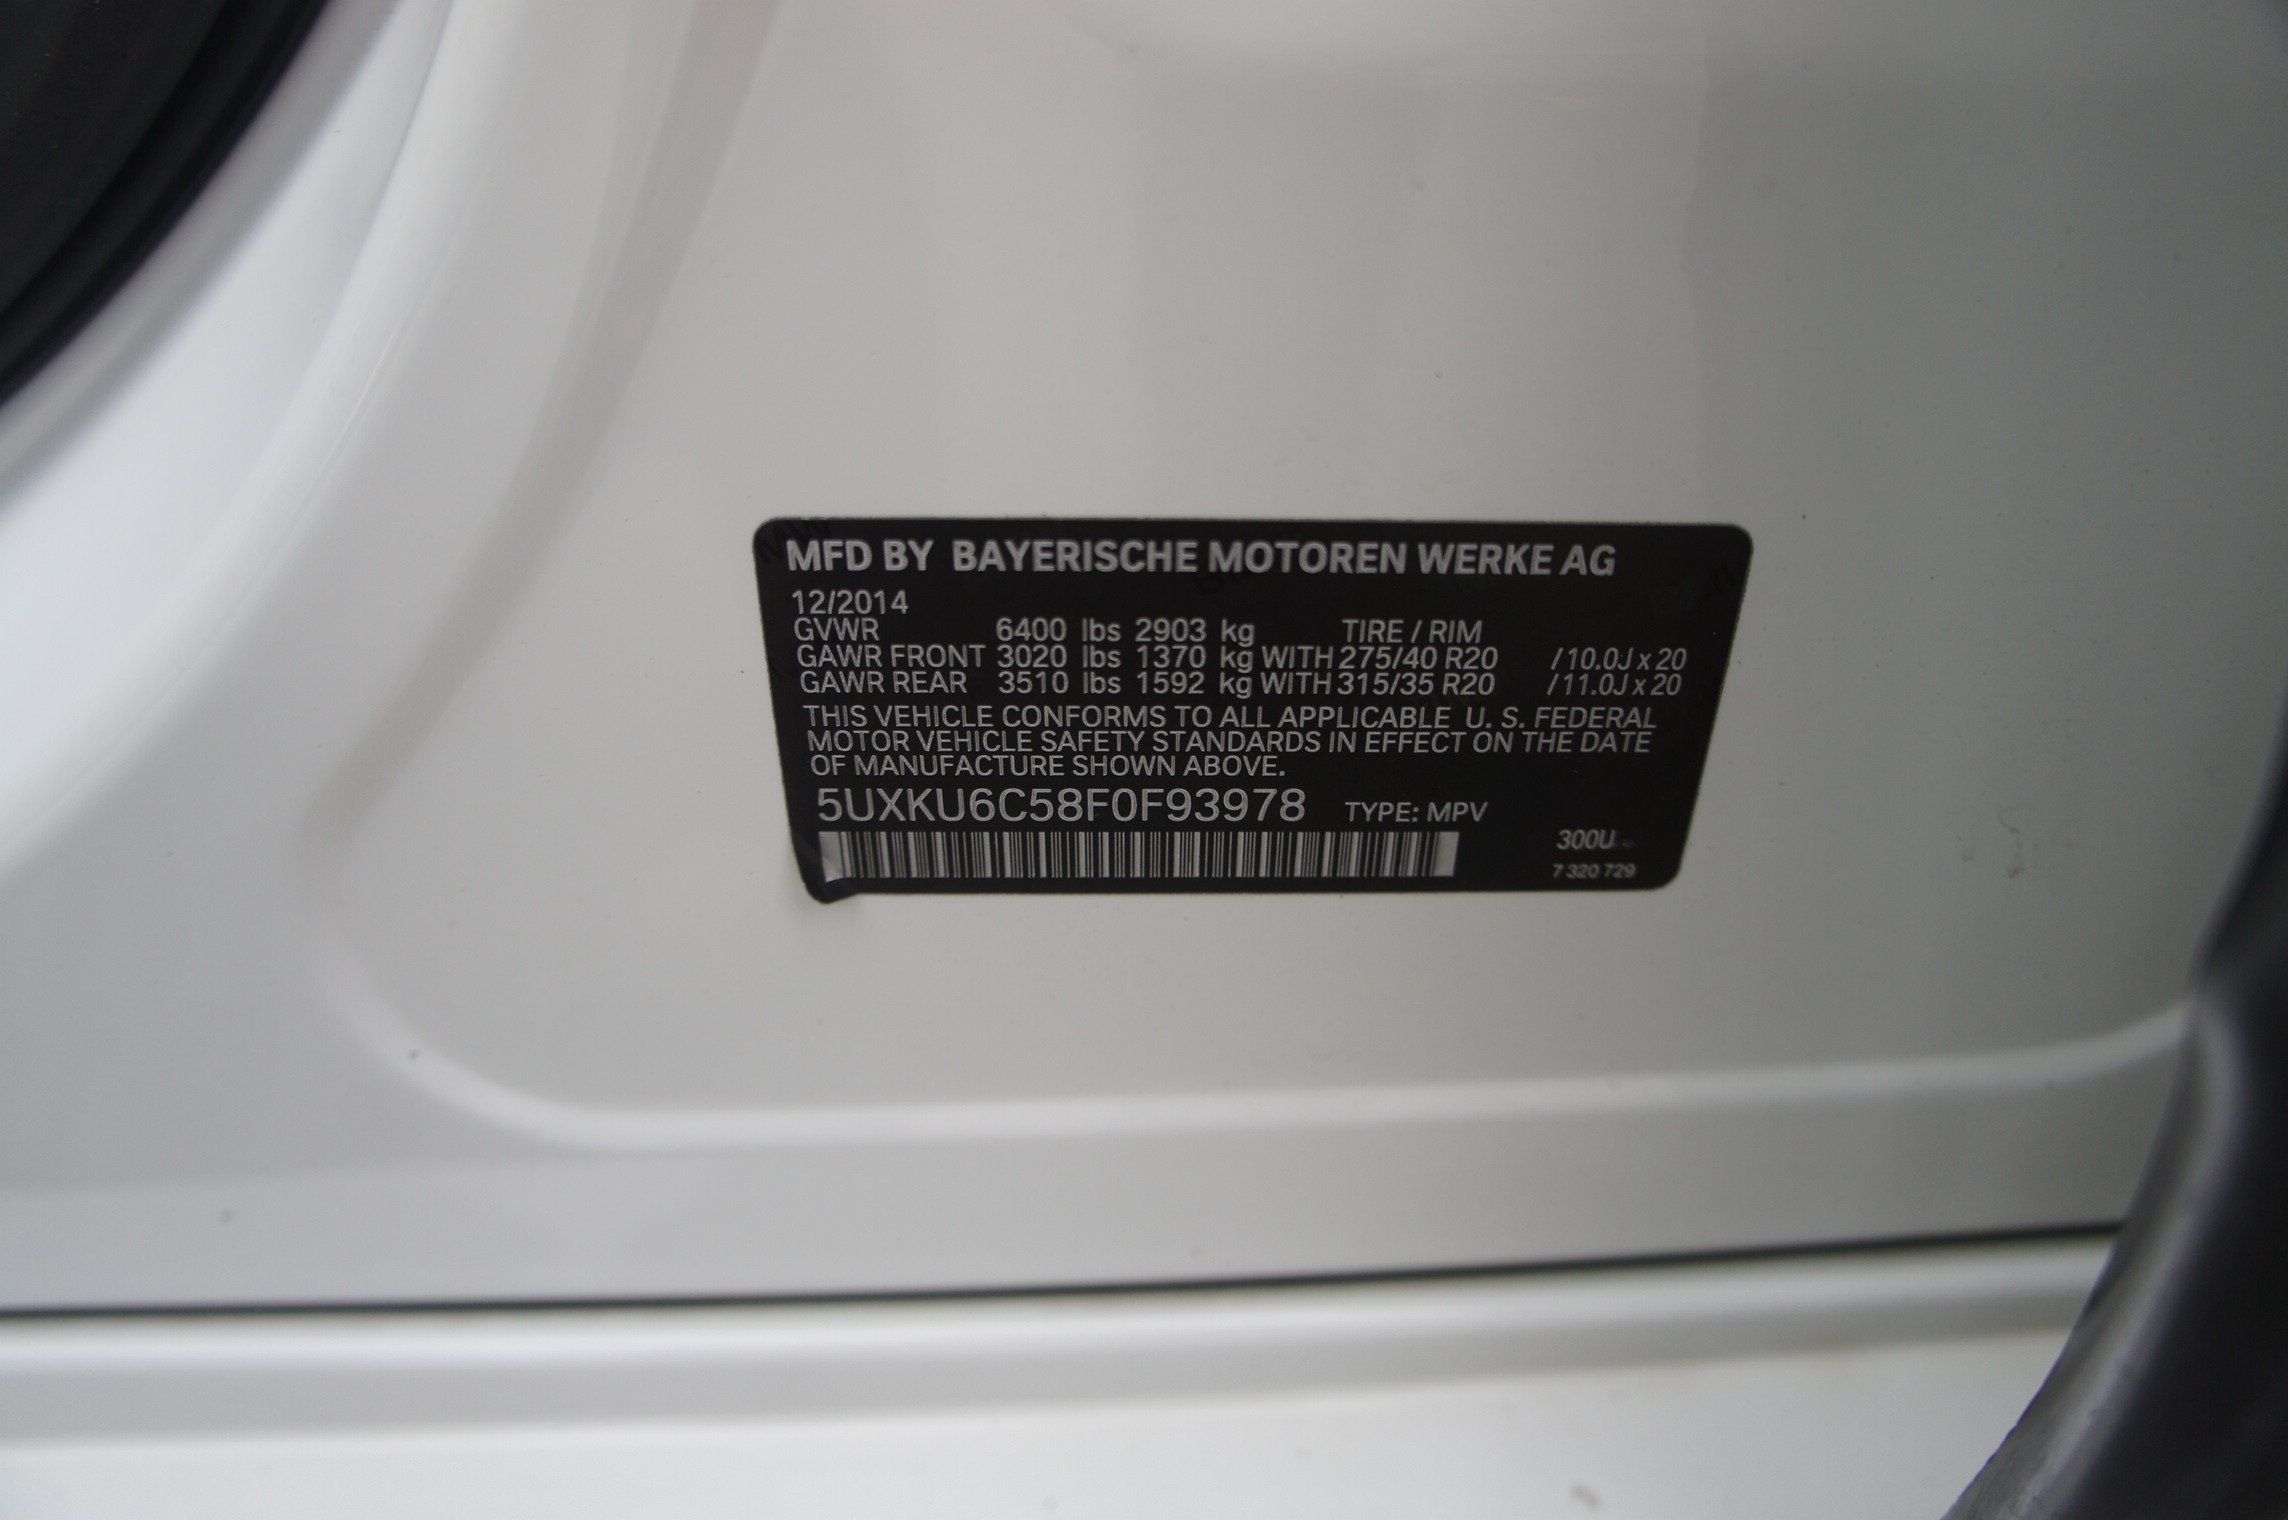 MFD BY BAYERISCHE MOTOREN WERKE AG
12/2014
GVWR 6400 lbs 2903 kg TIRE / RIM
GAWR FRONT 3020 lbs 1370 kg WITH 275/40 R20 / 10.0J x 20
GAWR REAR 3510 lbs 1592 kg WITH 315/35 R20 / 11.0J x 20
THIS VEHICLE CONFORMS TO ALL APPLICABLE U. S. FEDERAL
MOTOR VEHICLE SAFETY STANDARDS IN EFFECT ON THE DATE
OF MANUFACTURE SHOWN ABOVE.
5UXKU6C58F0F93978 TYPE: MPV
300U
7 320 729